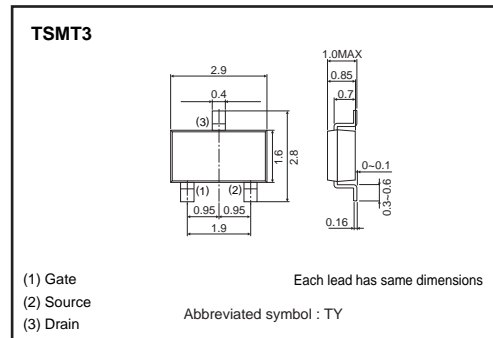 TSMT3
1.0MAX
2.9
0.85
0.4
0.7
(3)
1.6
2.8
0~0.1
(1)
(2)
0.3~0.6
0.95
0.95
0.16
1.9
(1) Gate
Each lead has same dimensions
(2) Source
Abbreviated symbol : TY
(3) Drain